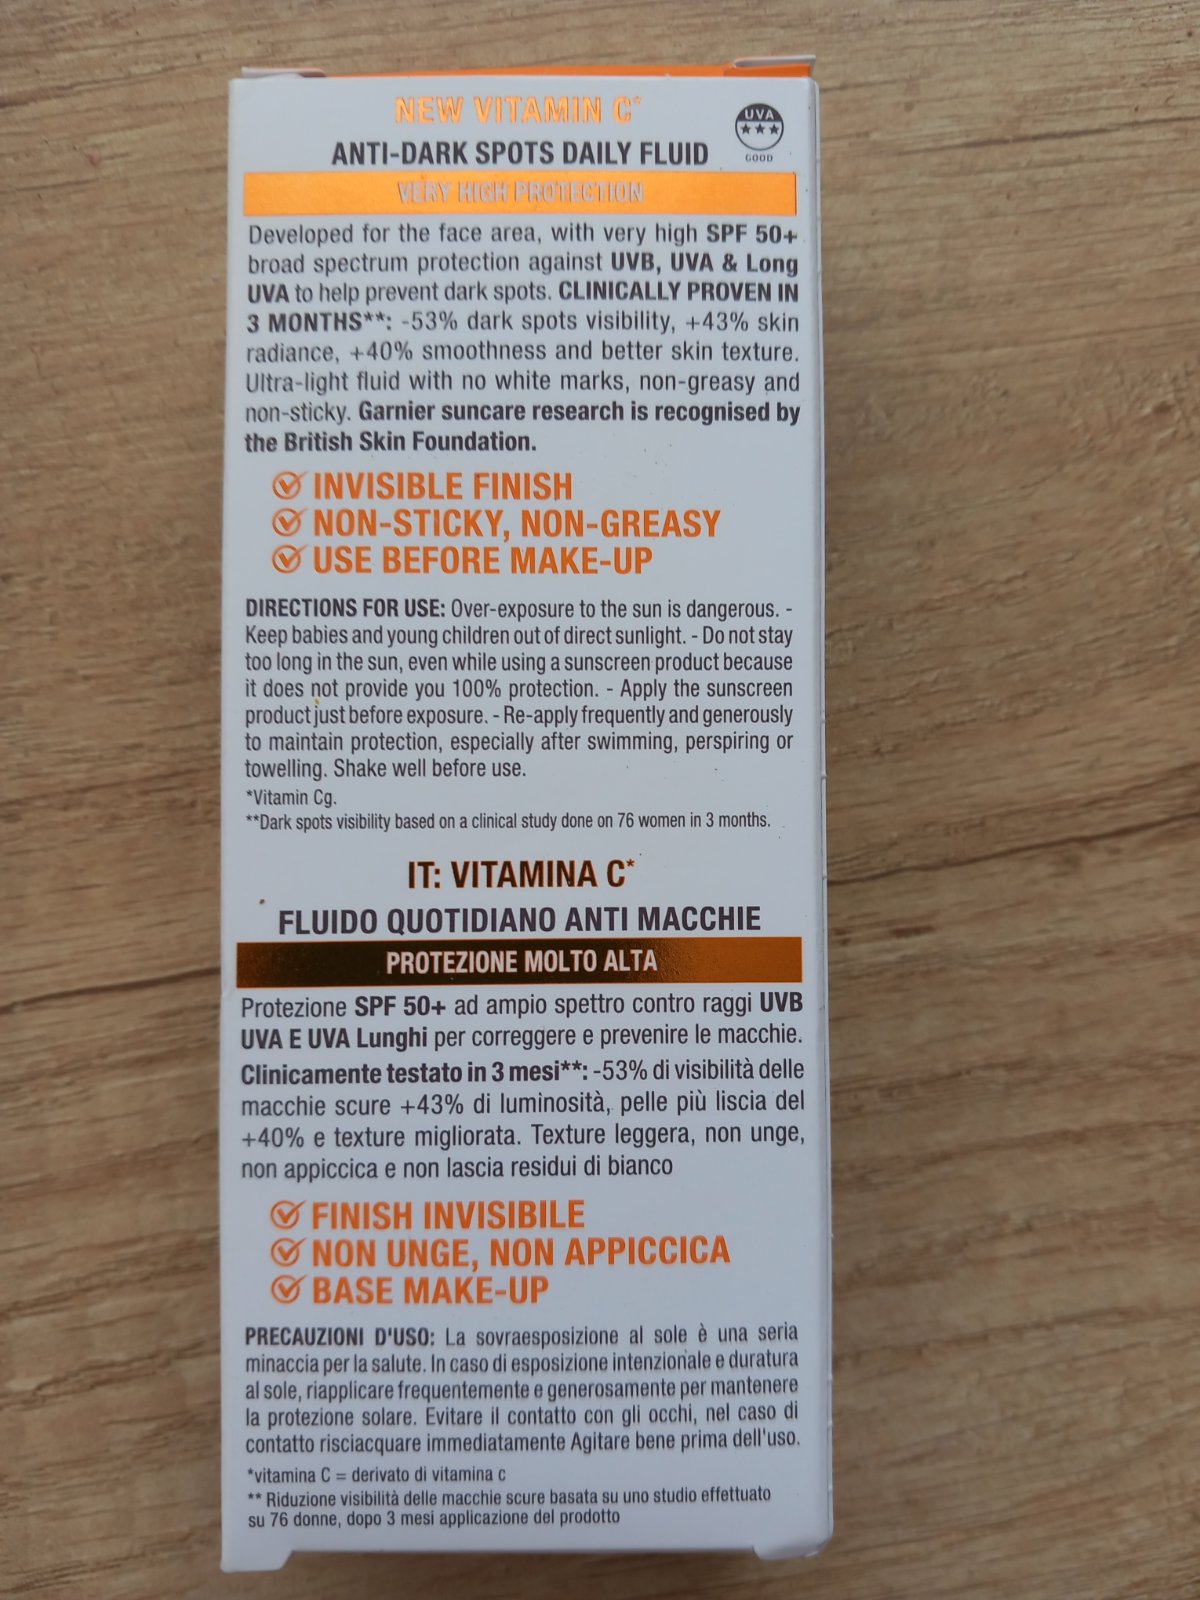 NEW VITAMIN C*
UVA
★★★
GOOD
ANTI-DARK SPOTS DAILY FLUID
VERY HIGH PROTECTION
Developed for the face area, with very high SPF 50+
broad spectrum protection against UVB, UVA & Long
UVA to help prevent dark spots. CLINICALLY PROVEN IN
3 MONTHS**: -53% dark spots visibility, +43% skin
radiance, +40% smoothness and better skin texture.
Ultra-light fluid with no white marks, non-greasy and
non-sticky. Garnier suncare research is recognised by
the British Skin Foundation.
INVISIBLE FINISH
NON-STICKY, NON-GREASY
USE BEFORE MAKE-UP
DIRECTIONS FOR USE: Over-exposure to the sun is dangerous. -
Keep babies and young children out of direct sunlight. - Do not stay
too long in the sun, even while using a sunscreen product because
it does not provide you 100% protection. - Apply the sunscreen
product just before exposure. - Re-apply frequently and generously
to maintain protection, especially after swimming, perspiring or
towelling. Shake well before use.
*Vitamin Cg.
**Dark spots visibility based on a clinical study done on 76 women in 3 months.
IT: VITAMINA C*
FLUIDO QUOTIDIANO ANTI MACCHIE
PROTEZIONE MOLTO ALTA
Protezione SPF 50+ ad ampio spettro contro raggi UVB
UVA E UVA Lunghi per correggere e prevenire le macchie.
Clinicamente testato in 3 mesi**: -53% di visibilità delle
macchie scure +43% di luminosità, pelle più liscia del
+40% e texture migliorata. Texture leggera, non unge,
non appiccica e non lascia residui di bianco
FINISH INVISIBILE
NON UNGE, NON APPICCICA
BASE MAKE-UP
PRECAUZIONI D'USO: La sovraesposizione al sole è una seria
minaccia per la salute. In caso di esposizione intenzionale e duratura
al sole, riapplicare frequentemente e generosamente per mantenere
la protezione solare. Evitare il contatto con gli occhi, nel caso di
contatto risciacquare immediatamente Agitare bene prima dell'uso.
*vitamina C = derivato di vitamina c
** Riduzione visibilità delle macchie scure basata su uno studio effettuato
su 76 donne, dopo 3 mesi applicazione del prodotto